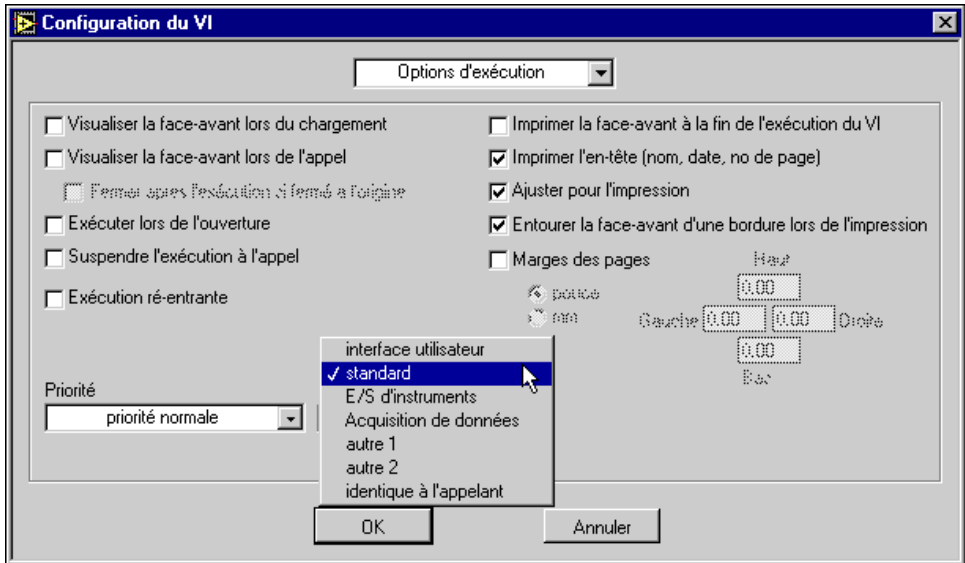 Configuration du VI
Options d'exécution
Visualiser la face-avant lors du chargement
Visualiser la face-avant lors de l'appel
Fermer après l'exécution si fermé à l'origine
Exécuter lors de l'ouverture
Suspendre l'exécution à l'appel
Exécution ré-entrante
Imprimer la face-avant à la fin de l'exécution du VI
Imprimer l'en-tête (nom, date, no de page)
Ajuster pour l'impression
Entourer la face-avant d'une bordure lors de l'impression
Marges des pages
pouce
mm
Haut
0.00
Gauche 0.00 0.00 Droite
0.00
Bas
Priorité
priorité normale
interface utilisateur
✓ standard
E/S d'instruments
Acquisition de données
autre 1
autre 2
identique à l'appelant
OK
Annuler